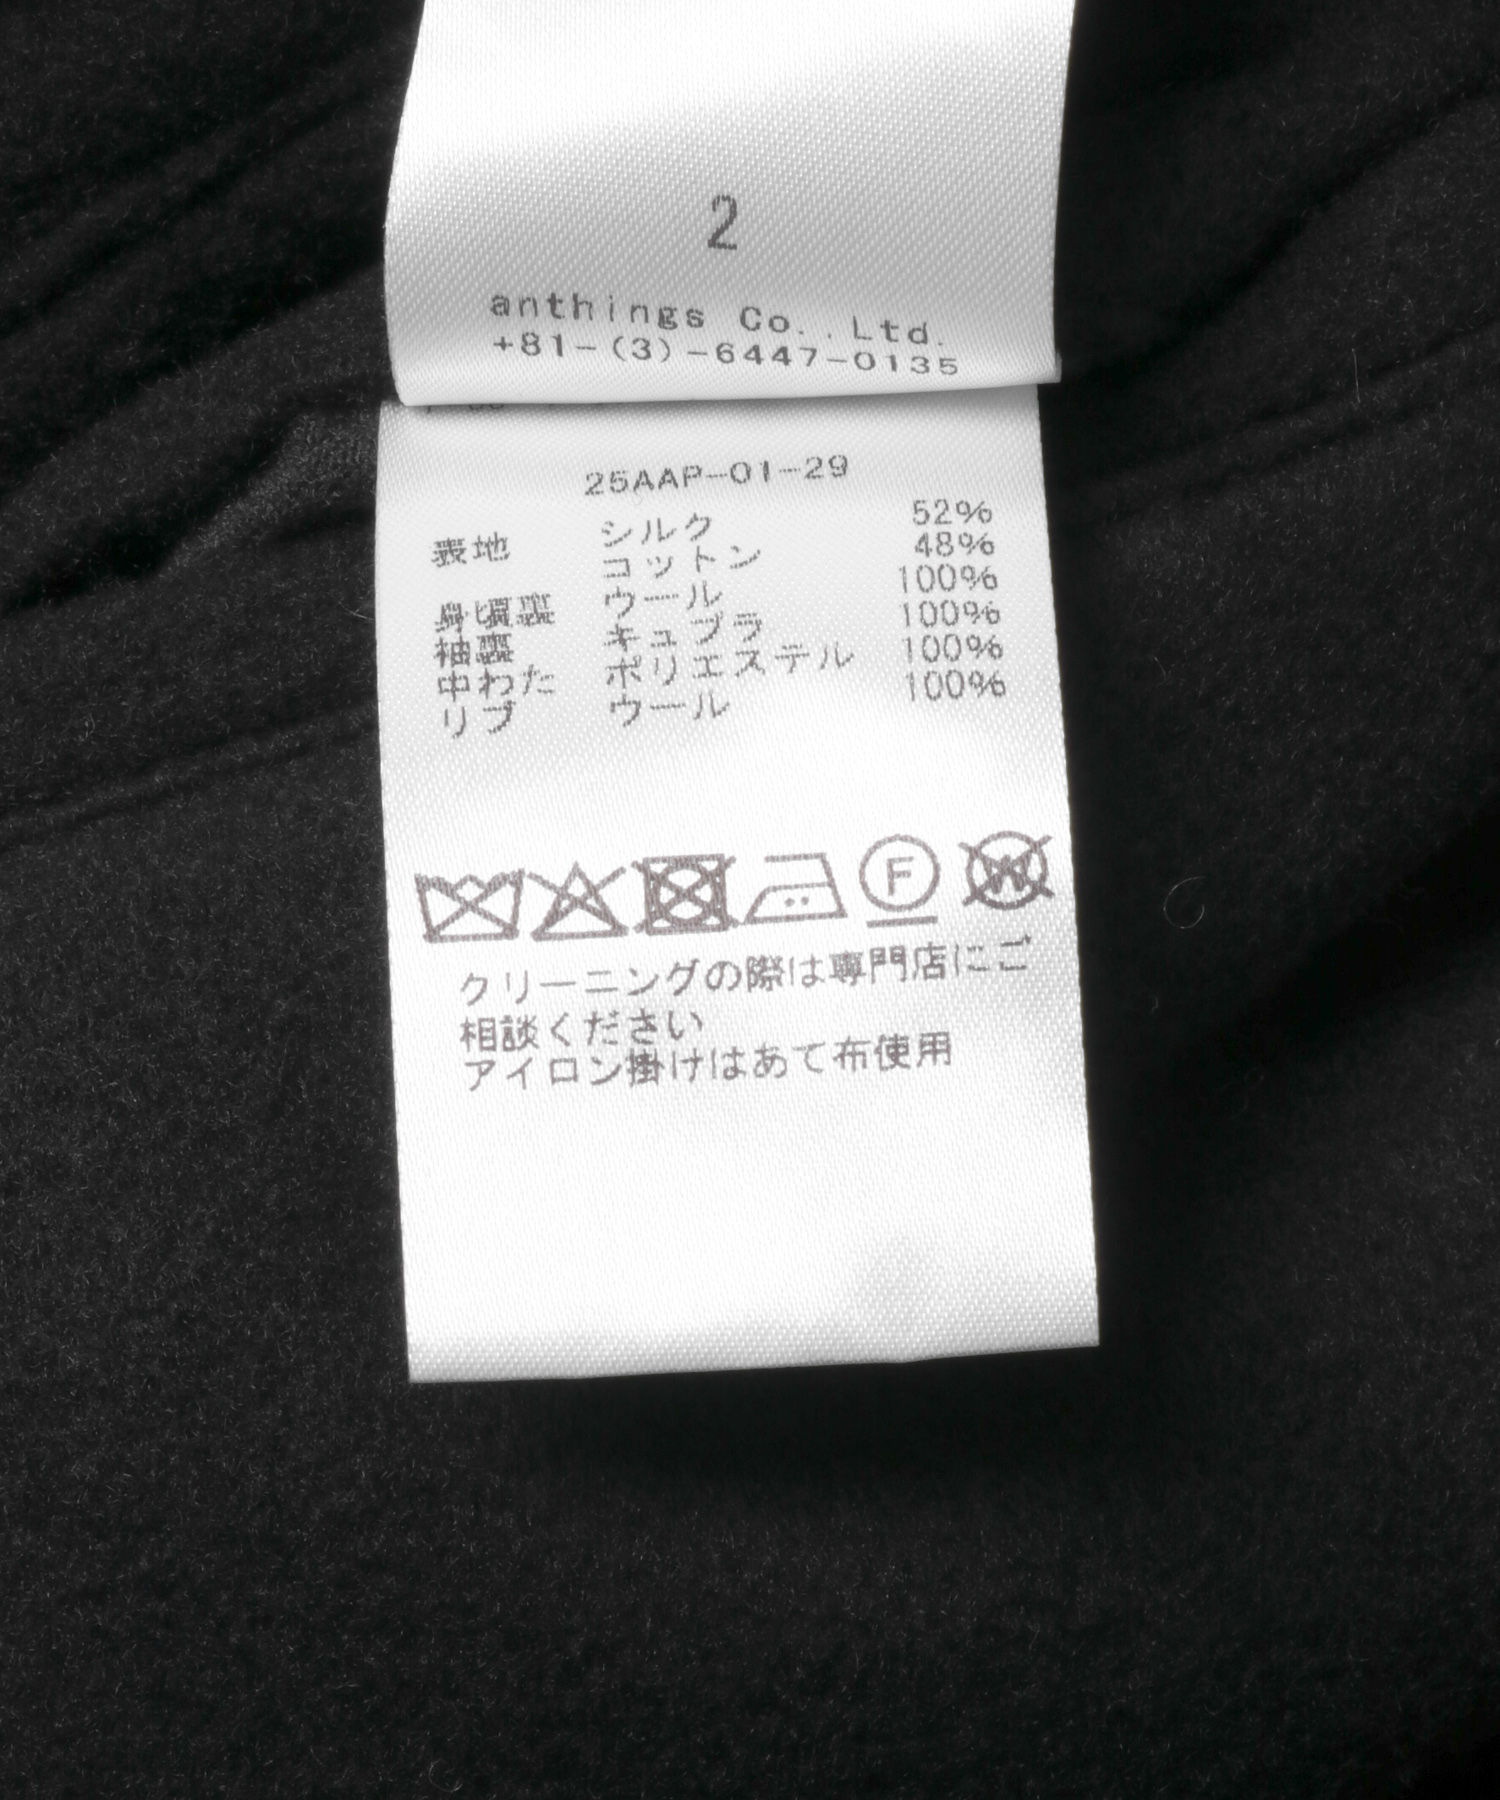 2
anthings Co.,Ltd.
+81-(3)-6447-0135
25AAP-01-29
表地 シルク 52%
コットン 48%
身頃裏 ウール 100%
袖裏 キュプラ 100%
中わた ポリエステル 100%
リブ ウール 100%
F
W
クリーニングの際は専門店にご
相談ください
アイロン掛けはあて布使用